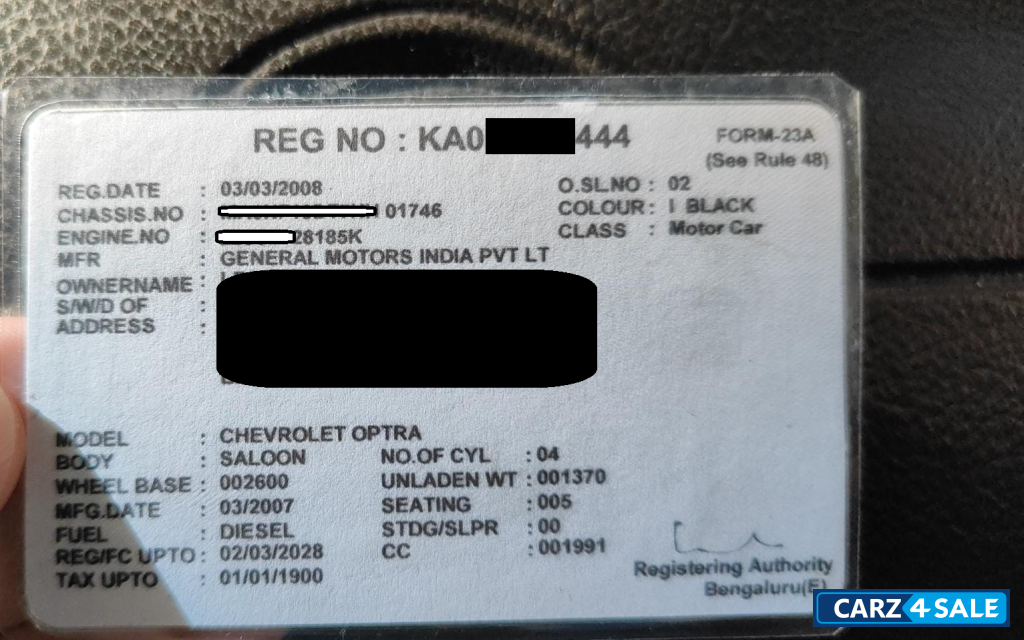 REG NO : KA0 444
FORM-23A
(See Rule 48)
REG.DATE : 03/03/2008
O.SL.NO : 02
CHASSIS.NO : 01746
COLOUR : I BLACK
ENGINE.NO : 28185K
CLASS : Motor Car
MFR : GENERAL MOTORS INDIA PVT LT
OWNERNAME :
S/W/D OF :
ADDRESS :
MODEL : CHEVROLET OPTRA
BODY : SALOON
NO.OF CYL : 04
WHEEL BASE : 002600
UNLADEN WT : 001370
MFG.DATE : 03/2007
SEATING : 005
FUEL : DIESEL
STDG/SLPR : 00
REG/FC UPTO : 02/03/2028
CC : 001991
TAX UPTO : 01/01/1900
Registering Authority
Bengaluru(E)
CARZ 4 SALE